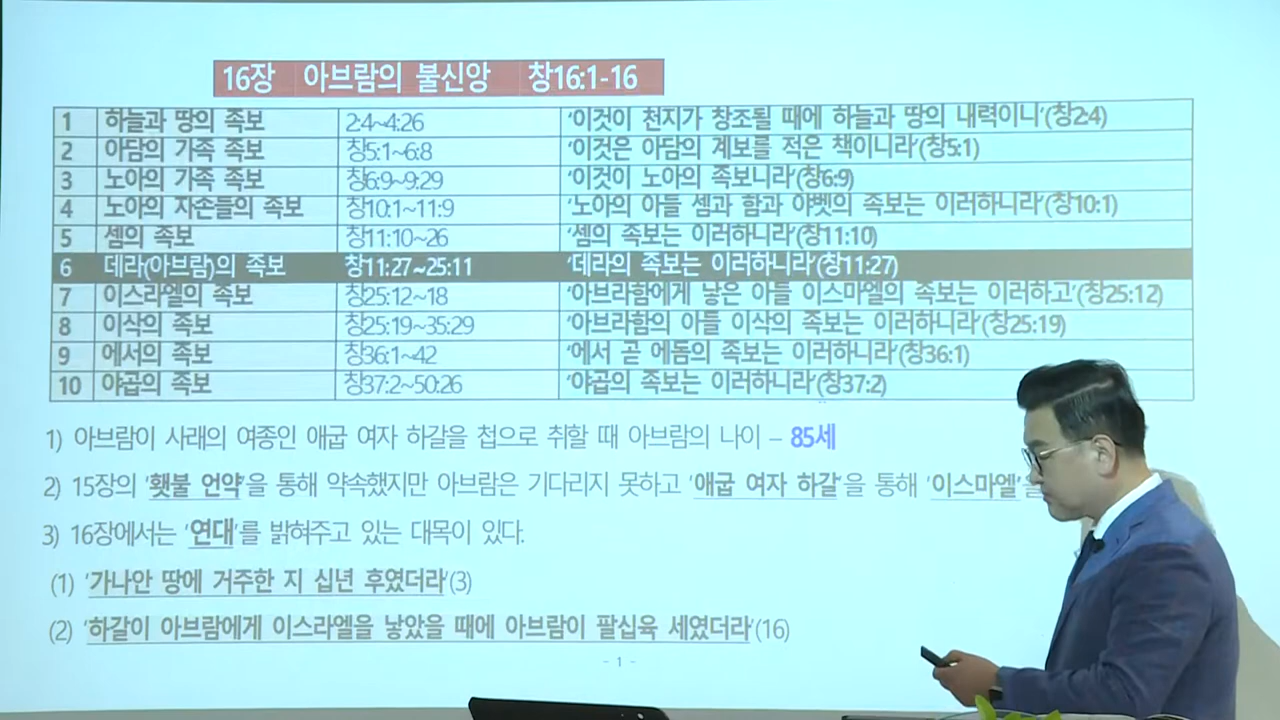 16장 아브람의 불신앙 창16:1-16
1 하늘과 땅의 족보 2:4~4:26 '이것이 천지가 창조될 때에 하늘과 땅의 내력이니'(창2:4)
2 아담의 가족 족보 창5:1~6:8 '이것은 아담의 계보를 적은 책이니라'(창5:1)
3 노아의 가족 족보 창6:9~9:29 '이것이 노아의 족보니라'(창6:9)
4 노아의 자손들의 족보 창10:1~11:9 '노아의 아들 셈과 함과 야벳의 족보는 이러하니라'(창10:1)
5 셈의 족보 창11:10~26 '셈의 족보는 이러하니라'(창11:10)
6 데라(아브람)의 족보 창11:27~25:11 '데라의 족보는 이러하니라'(창11:27)
7 이스라엘의 족보 창25:12~18 '아브라함에게 낳은 아들 이스마엘의 족보는 이러하고'(창25:12)
8 이삭의 족보 창25:19~35:29 '아브라함의 아들 이삭의 족보는 이러하니라'(창25:19)
9 에서의 족보 창36:1~42 '에서 곧 에돔의 족보는 이러하니라'(창36:1)
10 야곱의 족보 창37:2~50:26 '야곱의 족보는 이러하니라'(창37:2)
1) 아브람이 사래의 여종인 애굽 여자 하갈을 첩으로 취할 때 아브람의 나이 – 85세
2) 15장의 '횃불 언약'을 통해 약속했지만 아브람은 기다리지 못하고 '애굽 여자 하갈'을 통해 '이스마엘'을
3) 16장에서는 '연대'를 밝혀주고 있는 대목이 있다.
(1) '가나안 땅에 거주한 지 십년 후였더라'(3)
(2) '하갈이 아브람에게 이스라엘을 낳았을 때에 아브람이 팔십육 세였더라'(16)
- 1 -